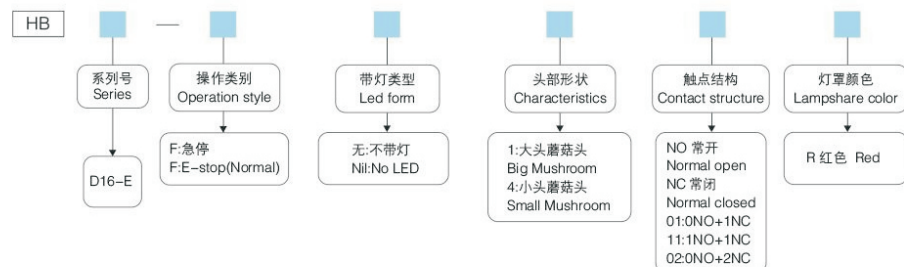 HB
—
系列号
Series
操作类别
Operation style
带灯类型
Led form
头部形状
Characteristics
触点结构
Contact structure
灯罩颜色
Lampshare color
D16-E
F:急停
F:E-stop(Normal)
无:不带灯
Nil:No LED
1:大头蘑菇头
Big Mushroom
4:小头蘑菇头
Small Mushroom
NO 常开
Normal open
NC 常闭
Normal closed
01:0NO+1NC
11:1NO+1NC
02:0NO+2NC
R 红色 Red